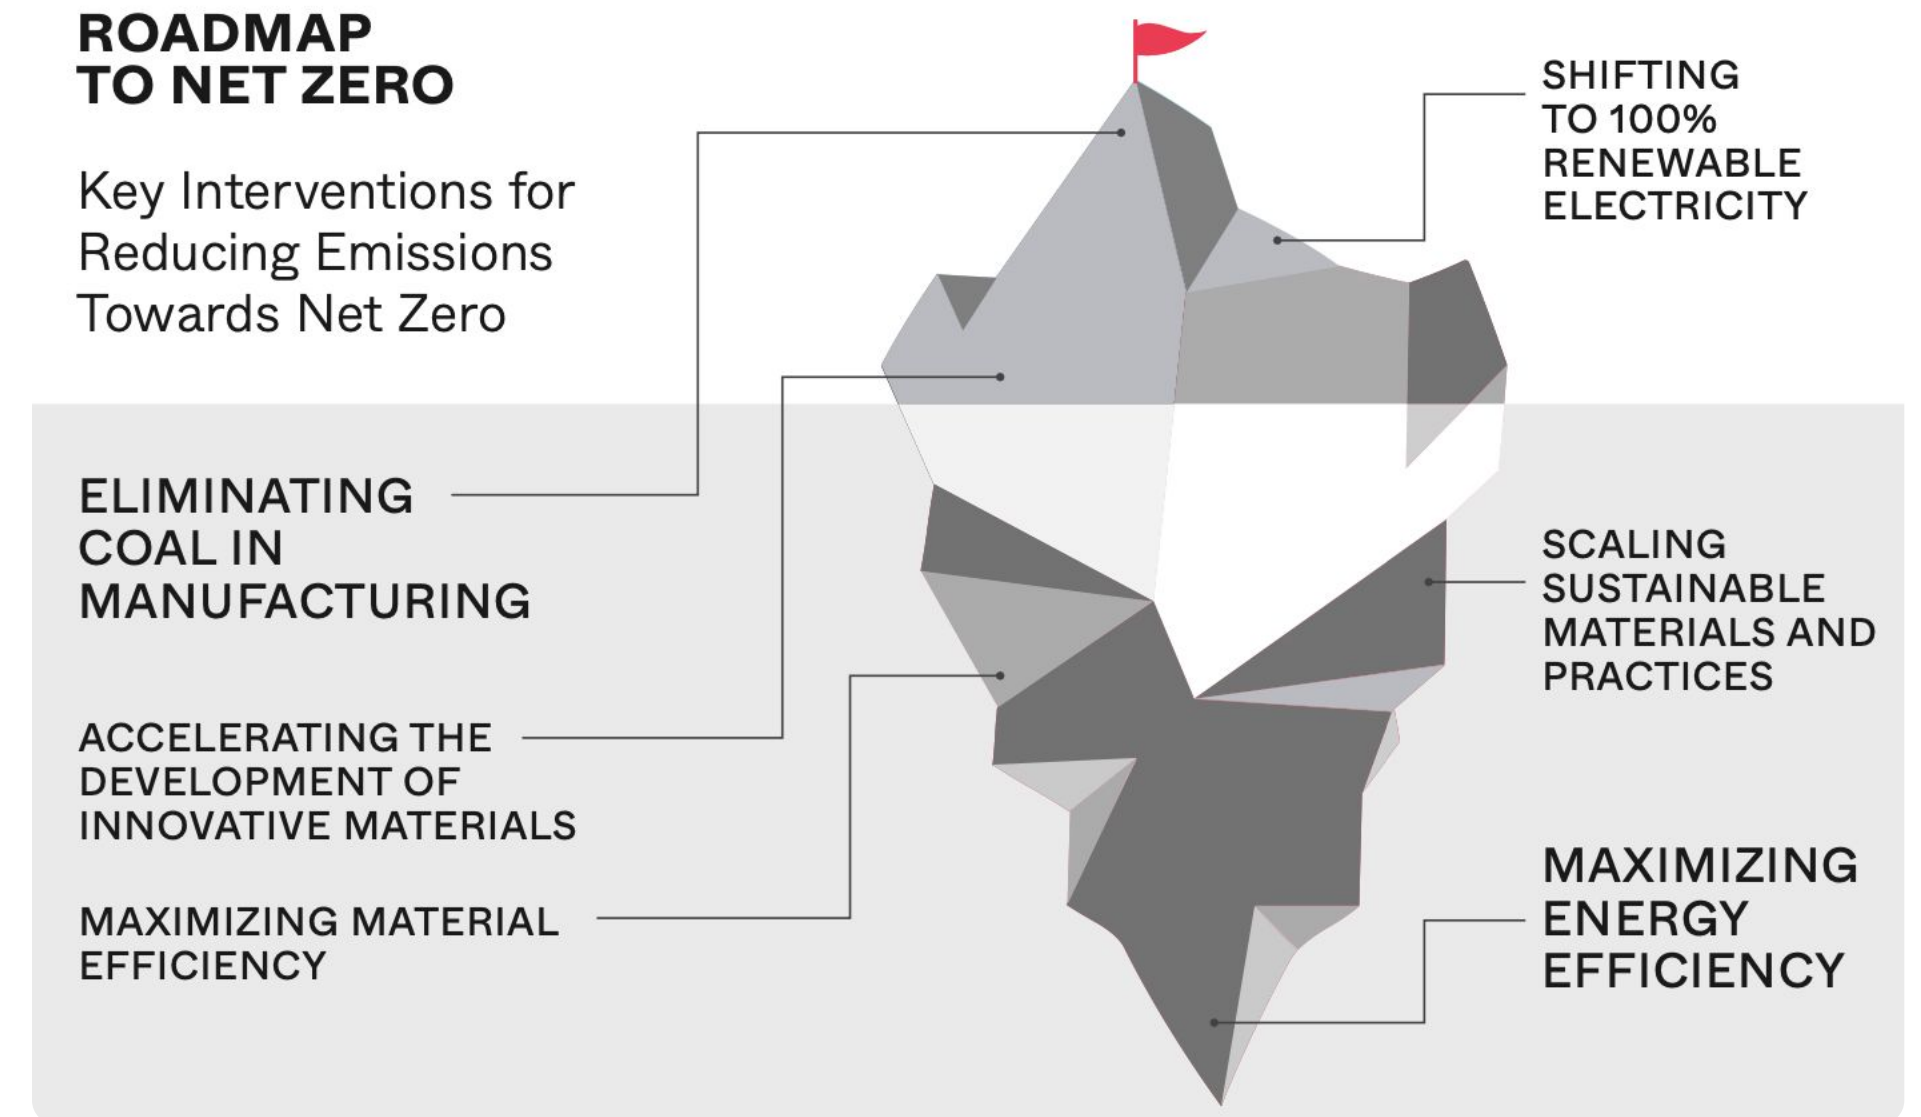 ROADMAP
TO NET ZERO
Key Interventions for
Reducing Emissions
Towards Net Zero
SHIFTING
TO 100%
RENEWABLE
ELECTRICITY
ELIMINATING
COAL IN
MANUFACTURING
ACCELERATING THE
DEVELOPMENT OF
INNOVATIVE MATERIALS
MAXIMIZING MATERIAL
EFFICIENCY
SCALING
SUSTAINABLE
MATERIALS AND
PRACTICES
MAXIMIZING
ENERGY
EFFICIENCY